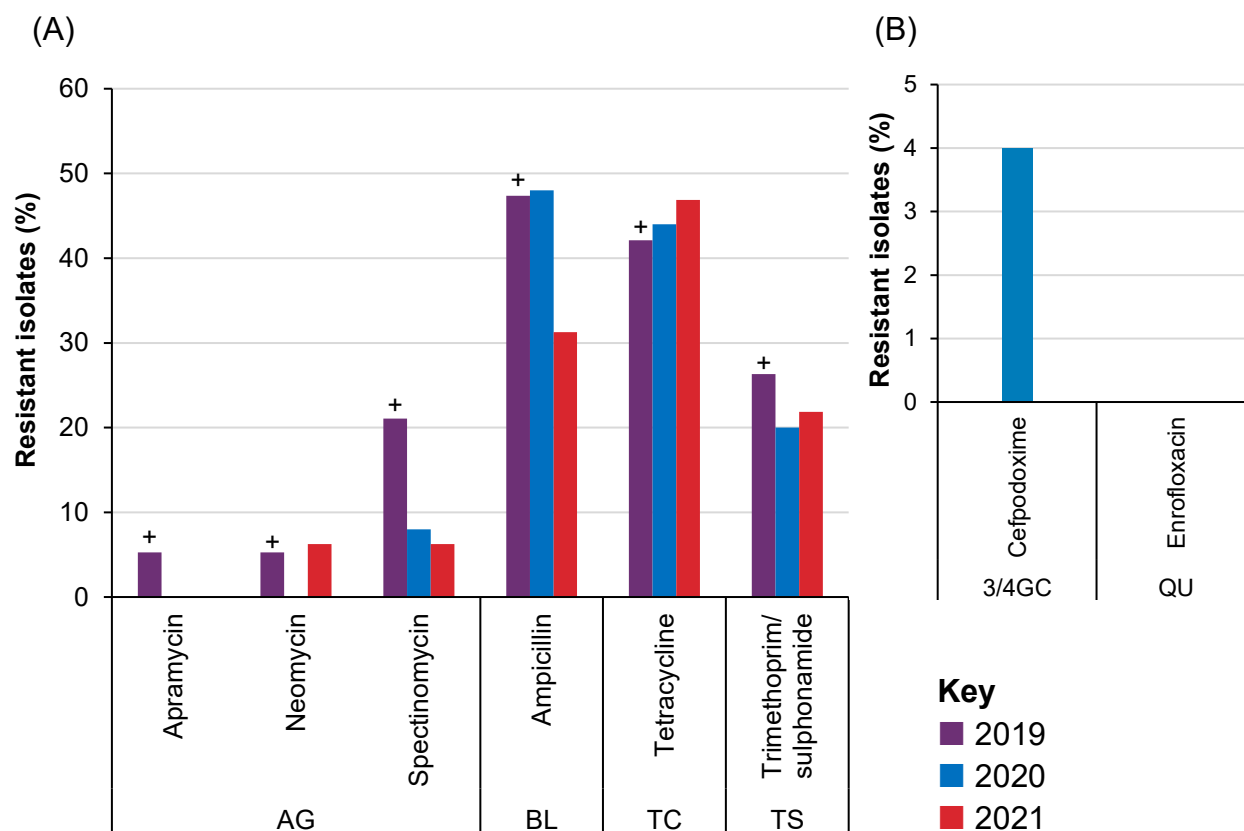 (A)
Resistant isolates (%)
60
50
40
30
20
10
0
+
+
+
+
+
+
Apramycin
Neomycin
Spectinomycin
Ampicillin
Tetracycline
Trimethoprim/
sulphonamide
AG
BL
TC
TS
(B)
Resistant isolates (%)
5
4
3
2
1
0
Cefpodoxime
Enrofloxacin
3/4GC
QU
Key
2019
2020
2021